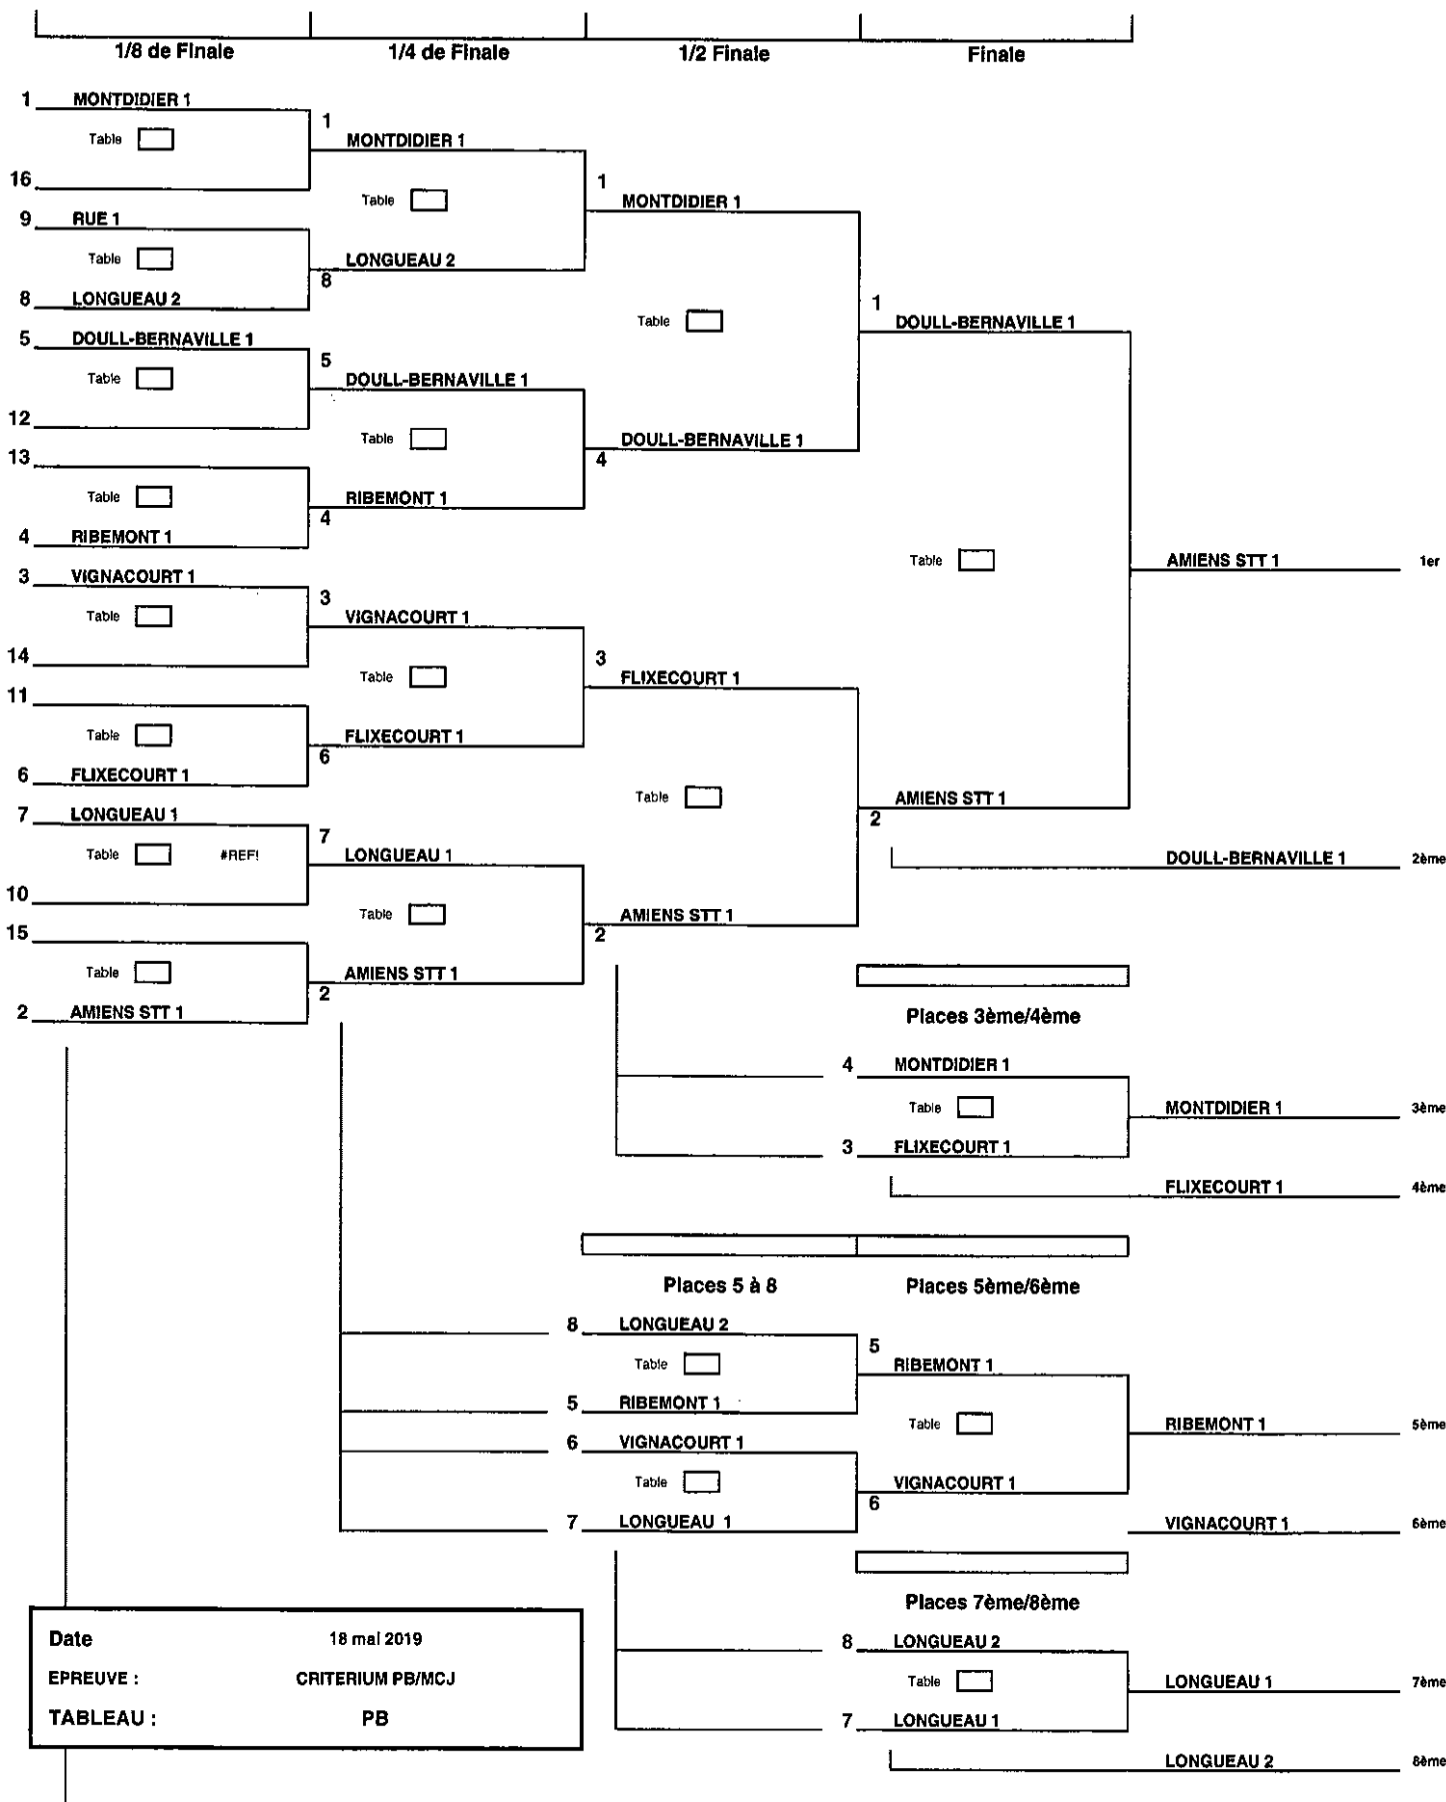 1/8 de Finale 1/4 de Finale 1/2 Finale Finale
1 MONTDIDIER 1
Table
16
9 RUE 1
Table
8 LONGUEAU 2
5 DOULL-BERNAVILLE 1
Table
12
13
Table
4 RIBEMONT 1
3 VIGNACOURT 1
Table
14
11
Table
6 FLIXECOURT 1
7 LONGUEAU 1
Table #REF!
10
15
Table
2 AMIENS STT 1
1
MONTDIDIER 1
Table
LONGUEAU 2
8
5
DOULL-BERNAVILLE 1
Table
RIBEMONT 1
4
3
VIGNACOURT 1
Table
FLIXECOURT 1
6
7
LONGUEAU 1
Table
AMIENS STT 1
2
1
MONTDIDIER 1
Table
DOULL-BERNAVILLE 1
4
3
FLIXECOURT 1
Table
AMIENS STT 1
2
1
DOULL-BERNAVILLE 1
Table
AMIENS STT 1
2
AMIENS STT 1 1er
DOULL-BERNAVILLE 1 2ème
Places 3ème/4ème
4 MONTDIDIER 1
Table
3 FLIXECOURT 1
MONTDIDIER 1 3ème
FLIXECOURT 1 4ème
Places 5 à 8 Places 5ème/6ème
8 LONGUEAU 2
Table
5 RIBEMONT 1
6 VIGNACOURT 1
Table
7 LONGUEAU 1
5
RIBEMONT 1
Table
VIGNACOURT 1
6
RIBEMONT 1 5ème
VIGNACOURT 1 6ème
Places 7ème/8ème
8 LONGUEAU 2
Table
7 LONGUEAU 1
LONGUEAU 1 7ème
LONGUEAU 2 8ème
Date 18 mai 2019
EPREUVE : CRITERIUM PB/MCJ
TABLEAU : PB